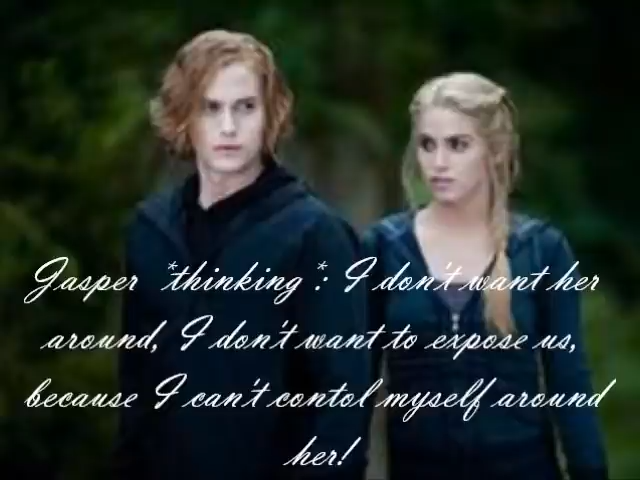 Jasper *thinking*: I don't want her
around, I don't want to expose us,
because I can't contol myself around
her!